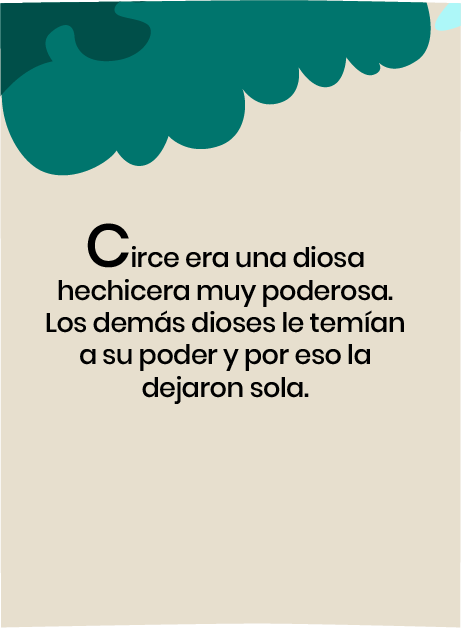 Circe era una diosa
hechicera muy poderosa.
Los demás dioses le temían
a su poder y por eso la
dejaron sola.